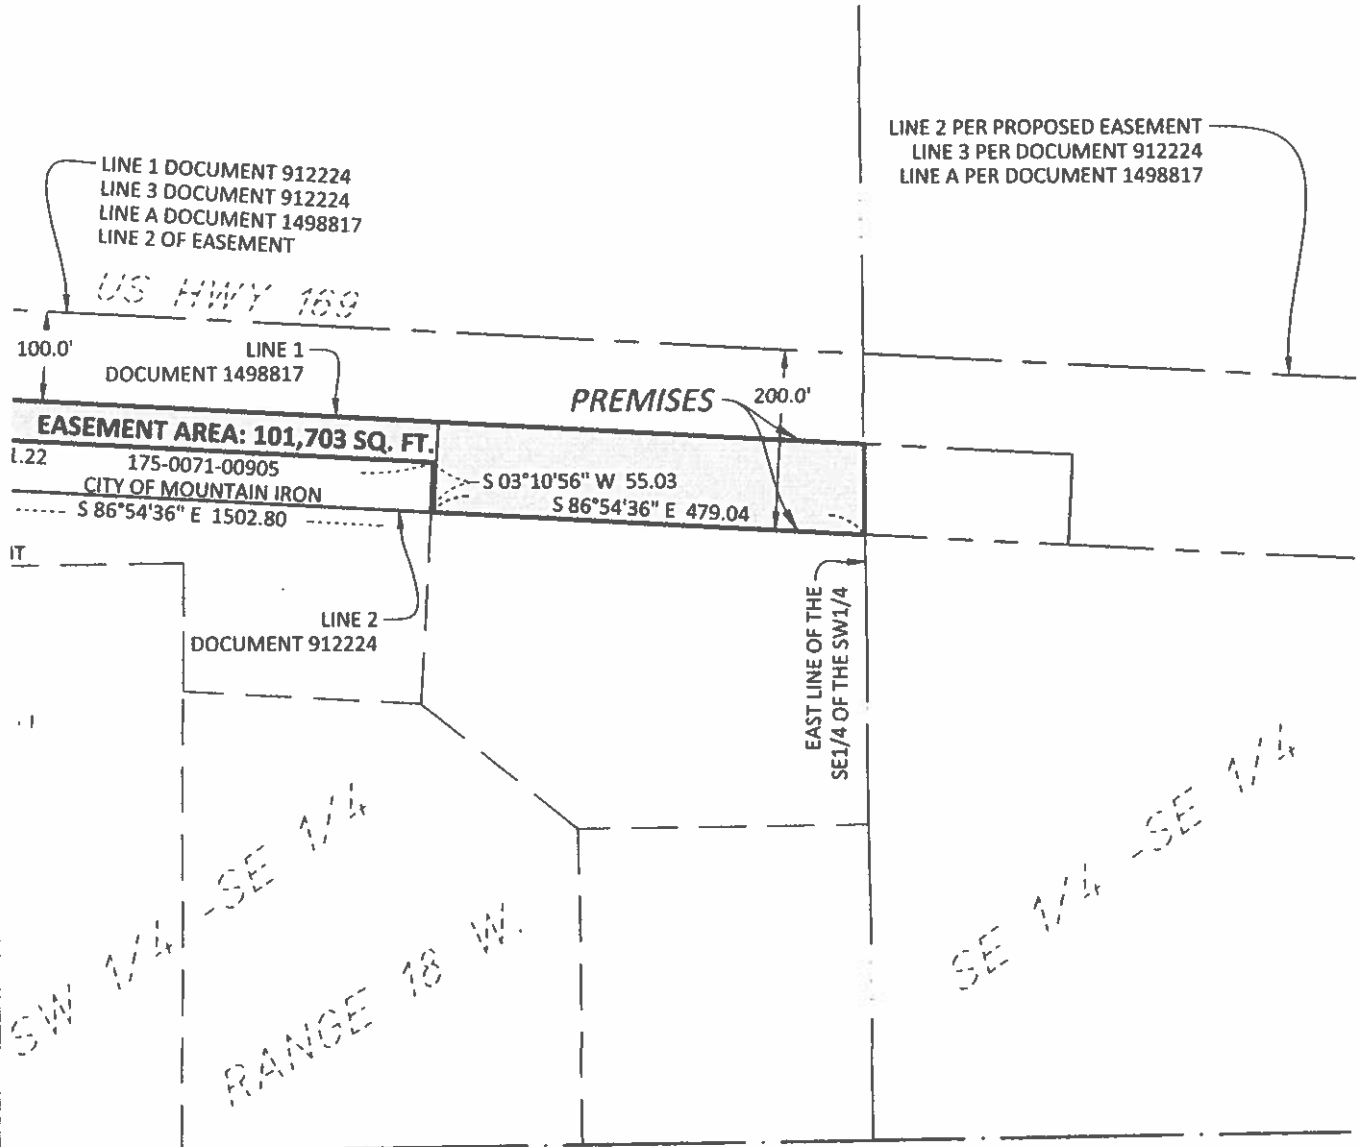 LINE 2 PER PROPOSED EASEMENT
LINE 3 PER DOCUMENT 912224
LINE A PER DOCUMENT 1498817
LINE 1 DOCUMENT 912224
LINE 3 DOCUMENT 912224
LINE A DOCUMENT 1498817
LINE 2 OF EASEMENT
US HWY 169
100.0'
LINE 1
DOCUMENT 1498817
PREMISES
200.0'
EASEMENT AREA: 101,703 SQ. FT.
1.22
175-0071-00905
CITY OF MOUNTAIN IRON
S 86°54'36" E 1502.80
S 03°10'56" W 55.03
S 86°54'36" E 479.04
IT
LINE 2
DOCUMENT 912224
EAST LINE OF THE
SE1/4 OF THE SW1/4
SW 1/4 -SE 1/4
RANGE 18 W.
SE 1/4 -SE 1/4